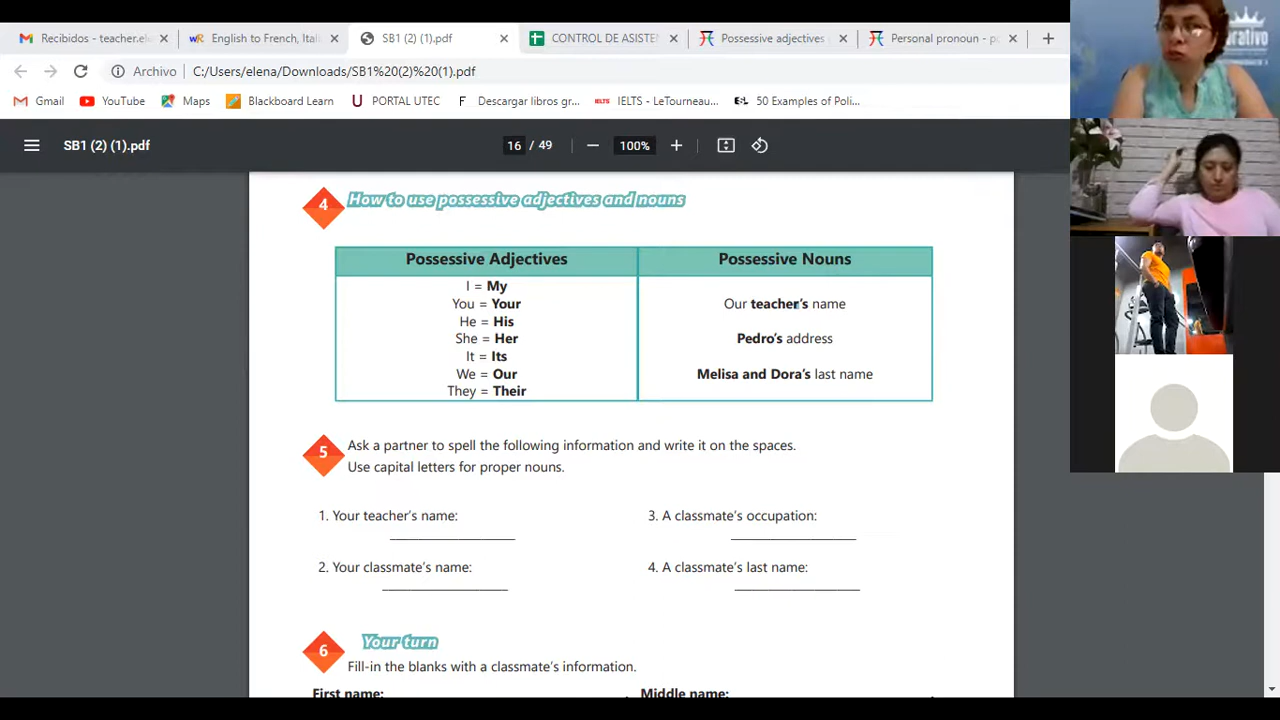 Recibidos - teacher.ele
English to French, Ital
SB1 (2) (1).pdf
CONTROL DE ASISTEN
Possessive adjectives
Personal pronoun - po
Archivo
C:/Users/elena/Downloads/SB1%20(2)%20(1).pdf
Gmail
YouTube
Maps
Blackboard Learn
PORTAL UTEC
Descargar libros gr...
IELTS - LeTourneau...
50 Examples of Poli...
SB1 (2) (1).pdf
16 / 49
100%
4 How to use possessive adjectives and nouns
Possessive Adjectives
I = My
You = Your
He = His
She = Her
It = Its
We = Our
They = Their
Possessive Nouns
Our teacher's name
Pedro's address
Melisa and Dora's last name
5 Ask a partner to spell the following information and write it on the spaces.
Use capital letters for proper nouns.
1. Your teacher's name:
2. Your classmate's name:
3. A classmate's occupation:
4. A classmate's last name:
6 Your turn
Fill-in the blanks with a classmate's information.
First name:
Middle name: